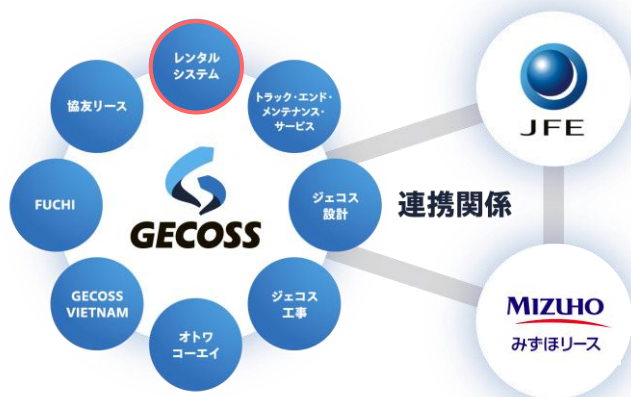 レンタル
システム
トラック・エンド・
メンテナンス・
サービス
ジェコス
設計
ジェコス
工事
オトワ
コーエイ
GECOSS
VIETNAM
FUCHI
協友リース
GECOSS
連携関係
JFE
MIZUHO
みずほリース